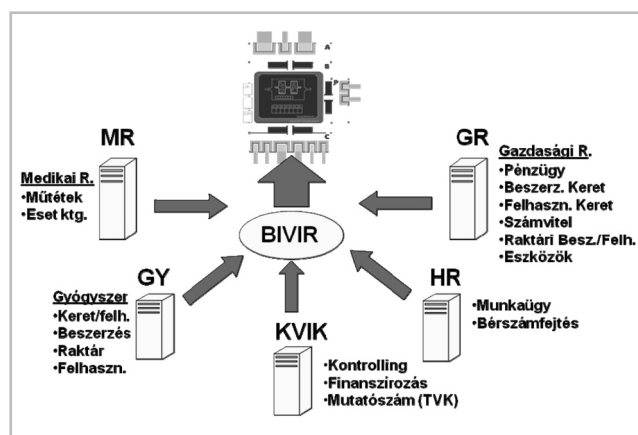 A
B
P
C
MR
Medikai R.
•Műtétek
•Eset ktg.
GR
Gazdasági R.
•Pénzügy
•Beszerz. Keret
•Felhaszn. Keret
•Számvitel
•Raktári Besz./Felh.
•Eszközök
BIVIR
GY
Gyógyszer
•Keret/felh.
•Beszerzés
•Raktár
•Felhaszn.
KVIK
•Kontrolling
•Finanszírozás
•Mutatószám (TVK)
HR
•Munkaügy
•Bérszámfejtés